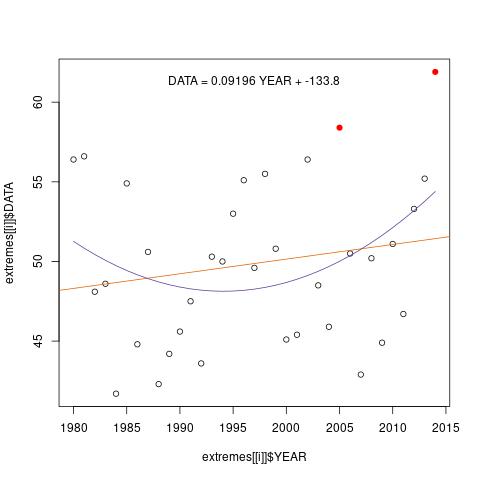 DATA = 0.09196 YEAR + -133.8
extremes[[i]]$DATA
60
55
50
45
1980 1985 1990 1995 2000 2005 2010 2015
extremes[[i]]$YEAR